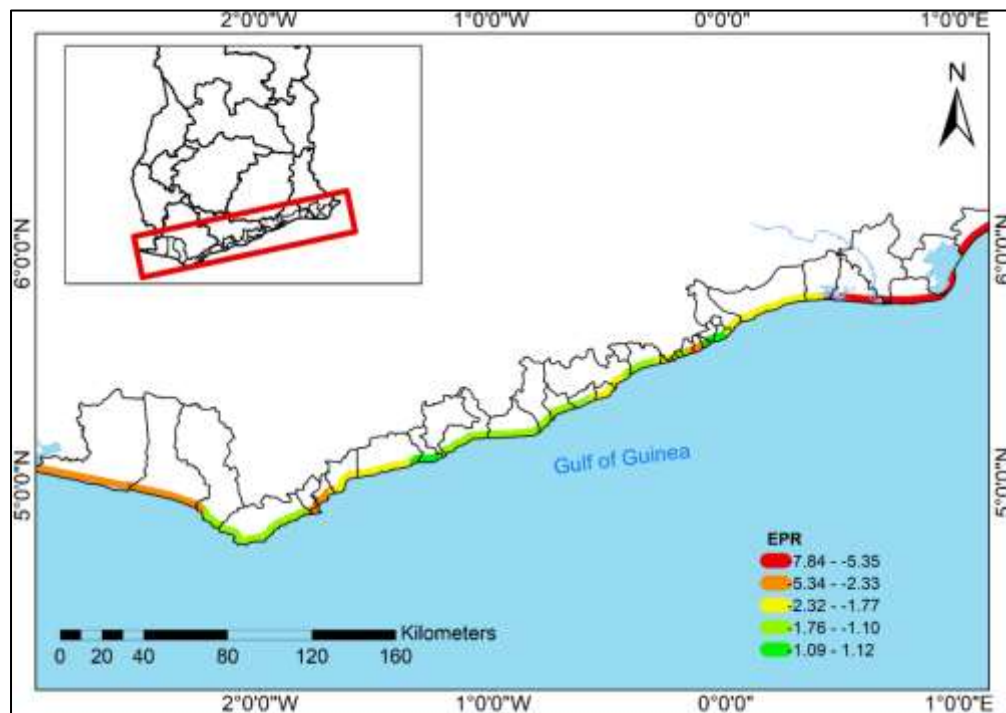 2°0'0"W 1°0'0"W 0°0'0" 1°0'0"E
N
6°0'0"N 6°0'0"N
5°0'0"N 5°0'0"N
Gulf of Guinea
EPR
-7.84 - -5.35
-5.34 - -2.33
-2.32 - -1.77
-1.76 - -1.10
-1.09 - 1.12
Kilometers
0 20 40 80 120 160
2°0'0"W 1°0'0"W 0°0'0" 1°0'0"E